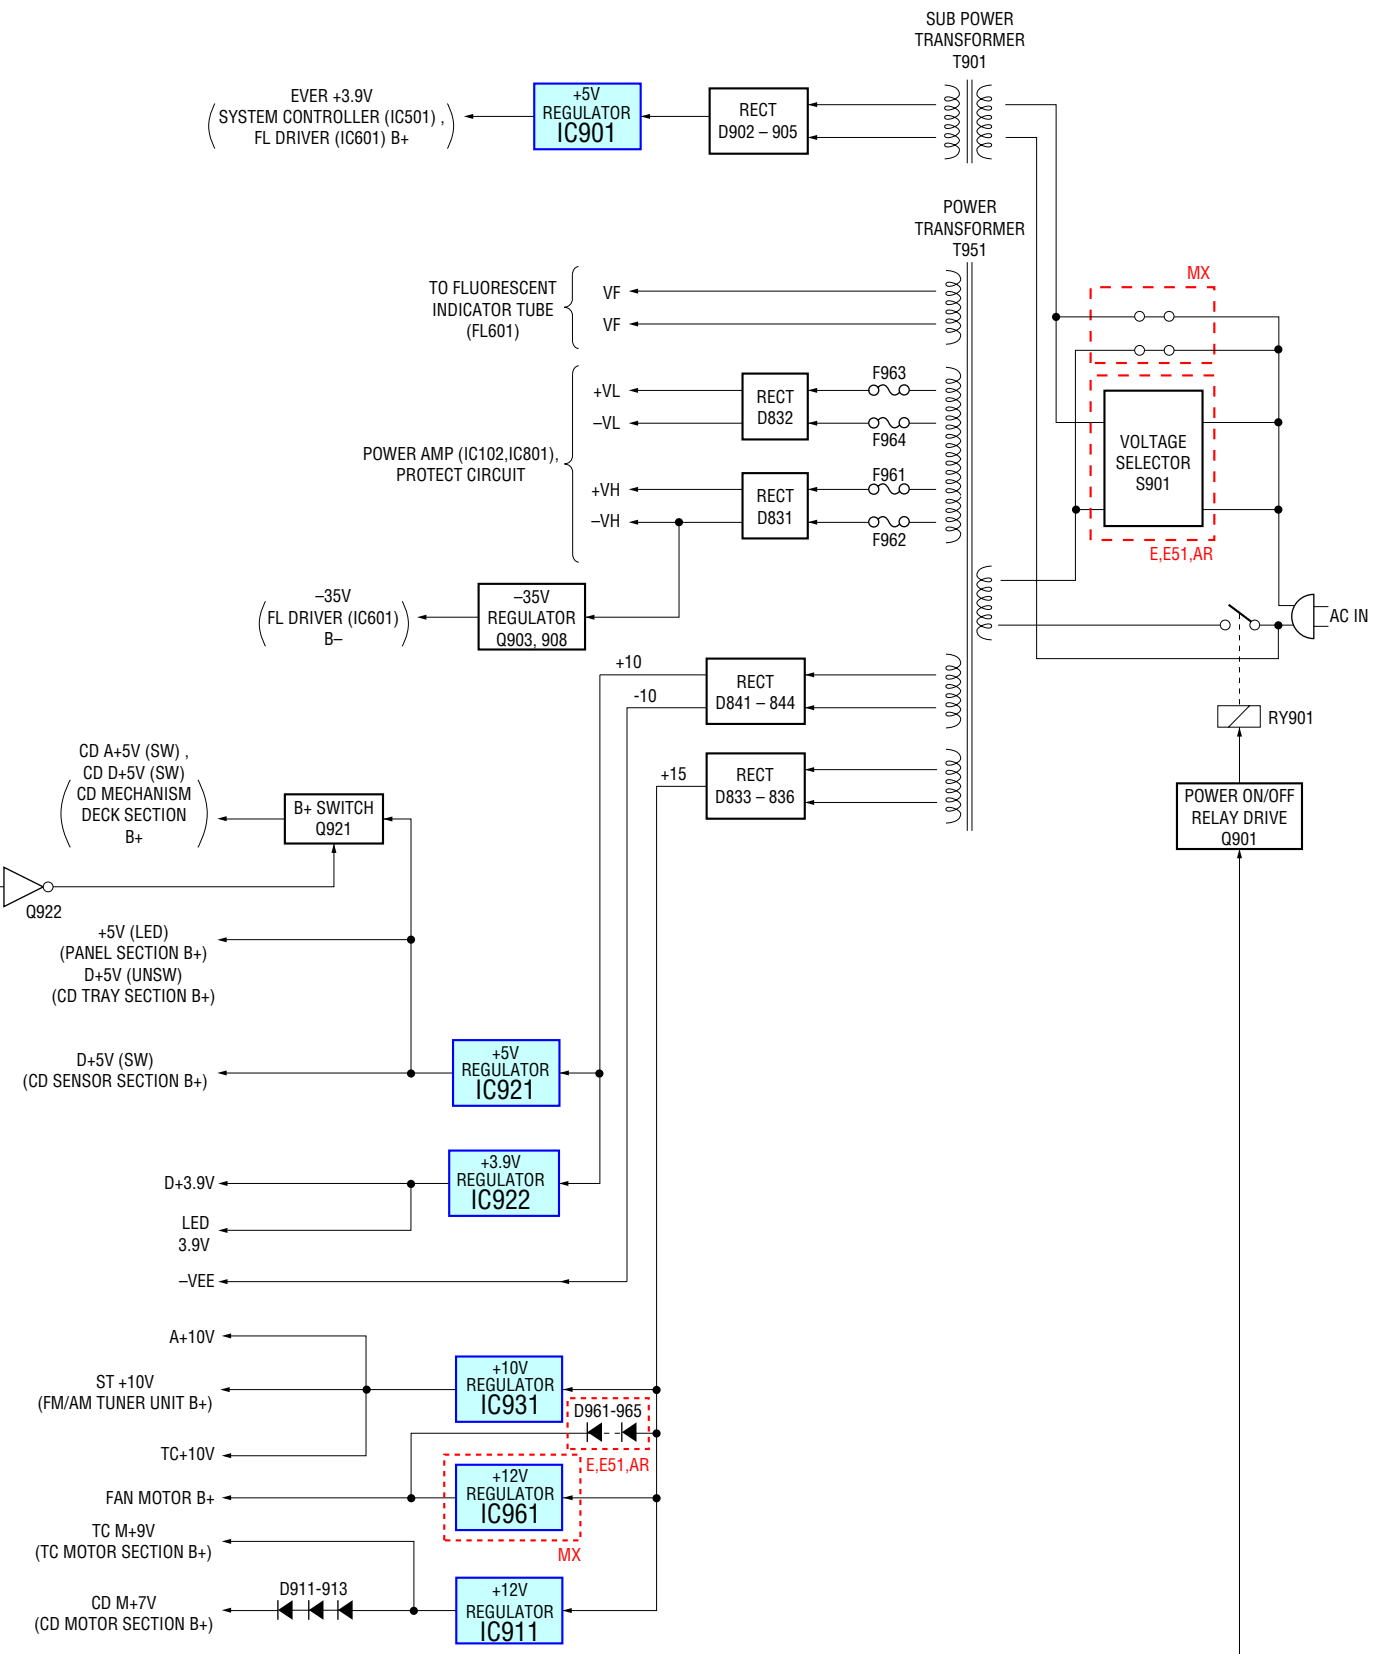 SUB POWER
TRANSFORMER
T901
EVER +3.9V
SYSTEM CONTROLLER (IC501) ,
FL DRIVER (IC601) B+
+5V
REGULATOR
IC901
RECT
D902 – 905
POWER
TRANSFORMER
T951
TO FLUORESCENT
INDICATOR TUBE
(FL601)
VF
VF
MX
POWER AMP (IC102,IC801),
PROTECT CIRCUIT
+VL
–VL
+VH
–VH
RECT
D832
F963
F964
RECT
D831
F961
F962
VOLTAGE
SELECTOR
S901
E,E51,AR
–35V
FL DRIVER (IC601)
B–
–35V
REGULATOR
Q903, 908
AC IN
+10
-10
RECT
D841 – 844
RY901
+15
RECT
D833 – 836
POWER ON/OFF
RELAY DRIVE
Q901
CD A+5V (SW) ,
CD D+5V (SW)
CD MECHANISM
DECK SECTION
B+
B+ SWITCH
Q921
Q922
+5V (LED)
(PANEL SECTION B+)
D+5V (UNSW)
(CD TRAY SECTION B+)
D+5V (SW)
(CD SENSOR SECTION B+)
+5V
REGULATOR
IC921
D+3.9V
LED
3.9V
+3.9V
REGULATOR
IC922
–VEE
A+10V
ST +10V
(FM/AM TUNER UNIT B+)
TC+10V
+10V
REGULATOR
IC931
D961-965
E,E51,AR
FAN MOTOR B+
+12V
REGULATOR
IC961
MX
TC M+9V
(TC MOTOR SECTION B+)
CD M+7V
(CD MOTOR SECTION B+)
D911-913
+12V
REGULATOR
IC911